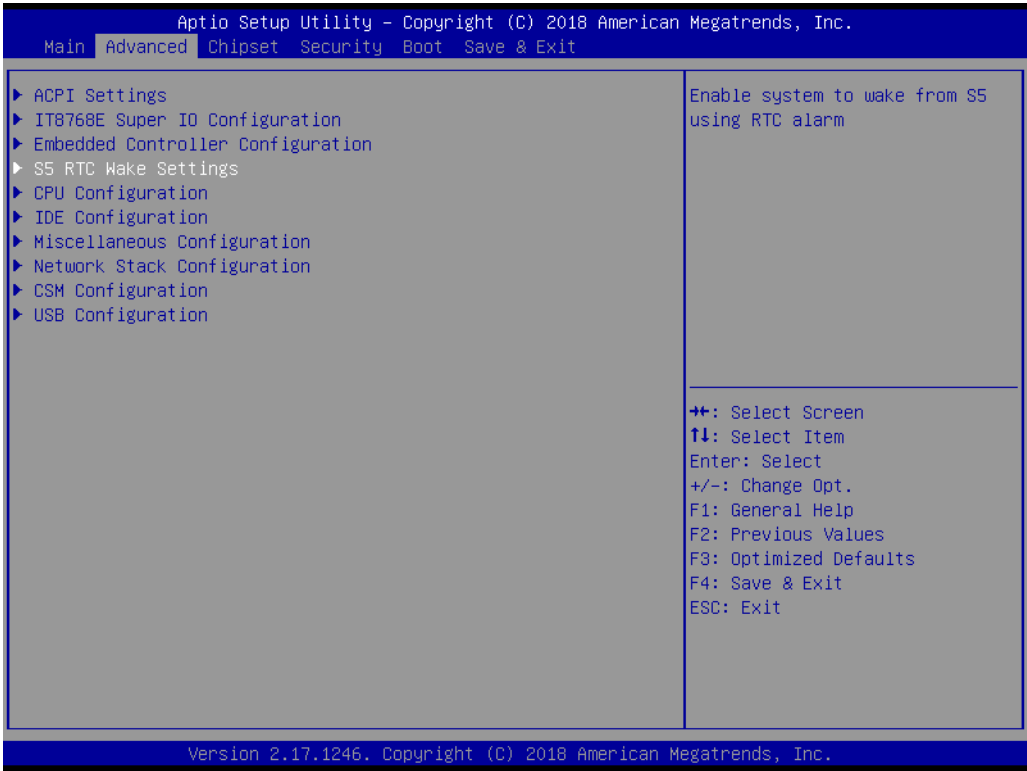 Aptio Setup Utility – Copyright (C) 2018 American Megatrends, Inc.
Main Advanced Chipset Security Boot Save & Exit
▶ ACPI Settings
▶ IT8768E Super IO Configuration
▶ Embedded Controller Configuration
▶ S5 RTC Wake Settings
▶ CPU Configuration
▶ IDE Configuration
▶ Miscellaneous Configuration
▶ Network Stack Configuration
▶ CSM Configuration
▶ USB Configuration
Enable system to wake from S5
using RTC alarm
→←: Select Screen
↑↓: Select Item
Enter: Select
+/-: Change Opt.
F1: General Help
F2: Previous Values
F3: Optimized Defaults
F4: Save & Exit
ESC: Exit
Version 2.17.1246. Copyright (C) 2018 American Megatrends, Inc.